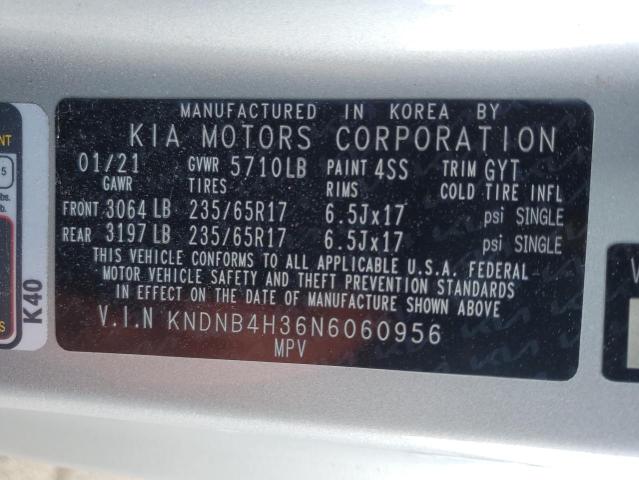 MANUFACTURED IN KOREA BY
KIA MOTORS CORPORATION
01/21 GVWR 5710LB PAINT 4SS TRIM GYT
GAWR TIRES RIMS COLD TIRE INFL
FRONT 3064 LB 235/65R17 6.5Jx17 psi SINGLE
REAR 3197 LB 235/65R17 6.5Jx17 psi SINGLE
THIS VEHICLE CONFORMS TO ALL APPLICABLE U.S.A. FEDERAL
MOTOR VEHICLE SAFETY AND THEFT PREVENTION STANDARDS
IN EFFECT ON THE DATE OF MANUFACTURE SHOWN ABOVE
V.I.N KNDNB4H36N6060956
MPV
K40